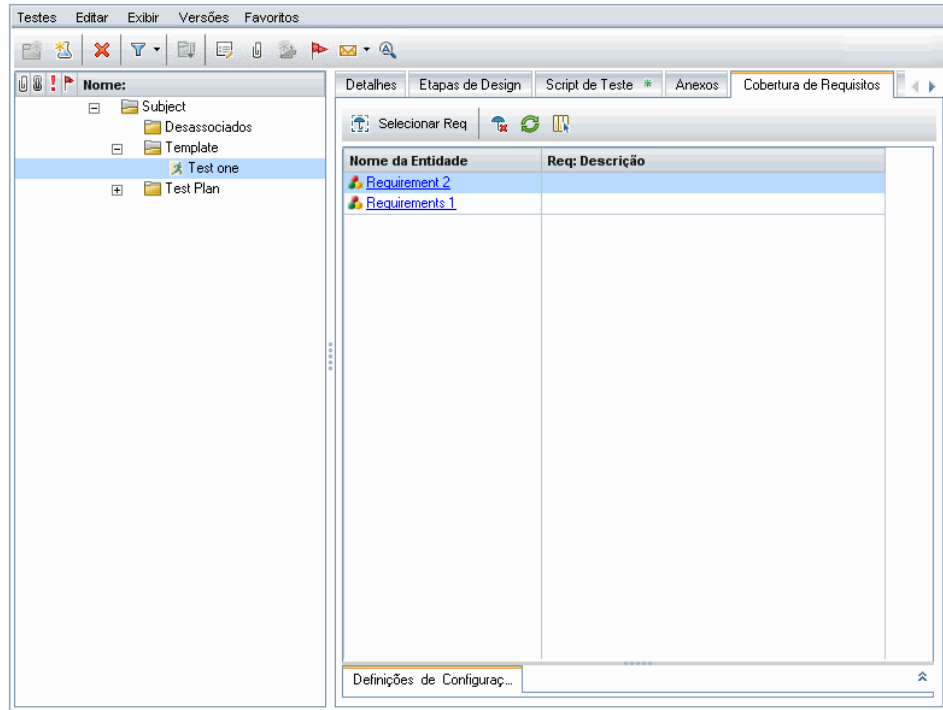 Testes Editar Exibir Versões Favoritos
Nome:
Subject
Desassociados
Template
Test one
Test Plan
Detalhes Etapas de Design Script de Teste * Anexos Cobertura de Requisitos
Selecionar Req
Nome da Entidade Req: Descrição
Requirement 2
Requirements 1
Definições de Configuraç...